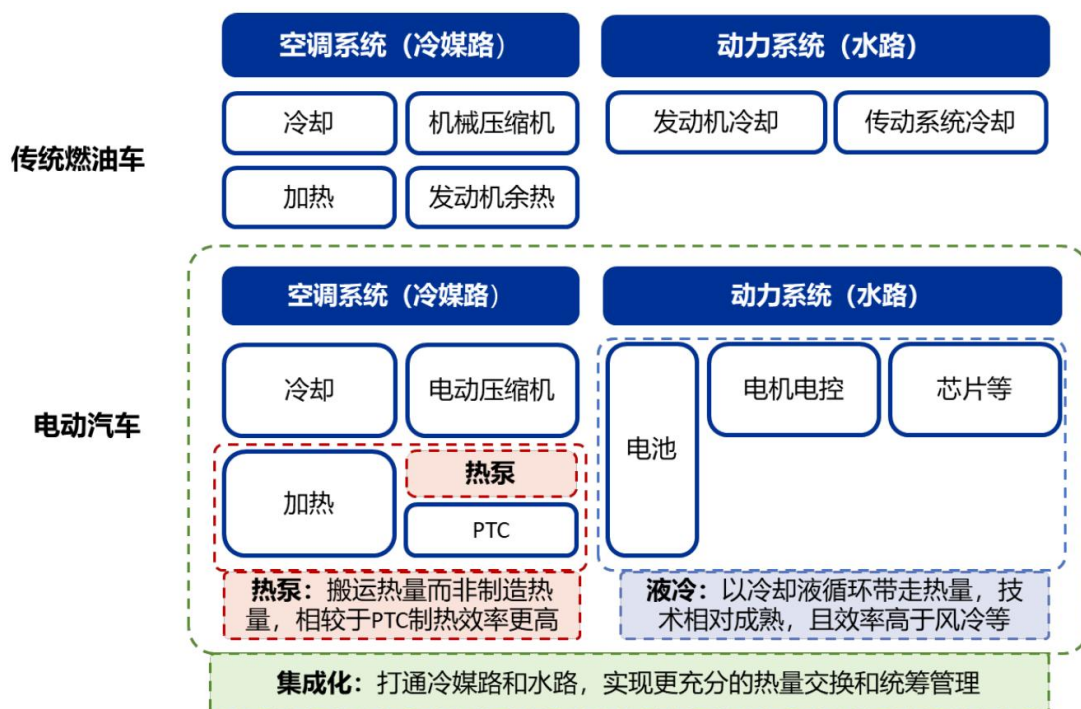 空调系统（冷媒路）
动力系统（水路）
传统燃油车
冷却
机械压缩机
发动机冷却
传动系统冷却
加热
发动机余热
空调系统（冷媒路）
动力系统（水路）
电动汽车
冷却
电动压缩机
电池
电机电控
芯片等
加热
热泵
PTC
热泵：搬运热量而非制造热
量，相较于PTC制热效率更高
液冷：以冷却液循环带走热量，技
术相对成熟，且效率高于风冷等
集成化：打通冷媒路和水路，实现更充分的热量交换和统筹管理